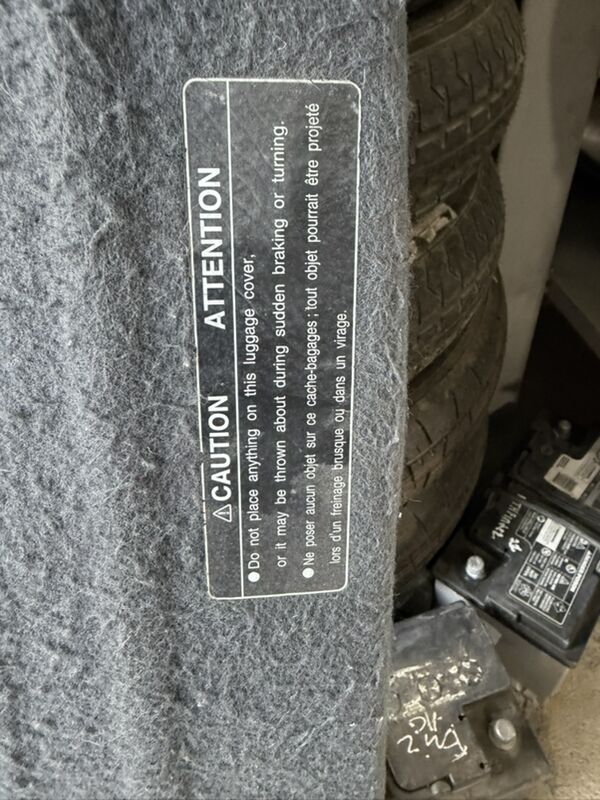 ⚠CAUTION ATTENTION
●Do not place anything on this luggage cover,
or it may be thrown about during sudden braking or turning.
●Ne poser aucun objet sur ce cache-bagages ; tout objet pourrait être projeté
lors d'un freinage brusque ou dans un virage.